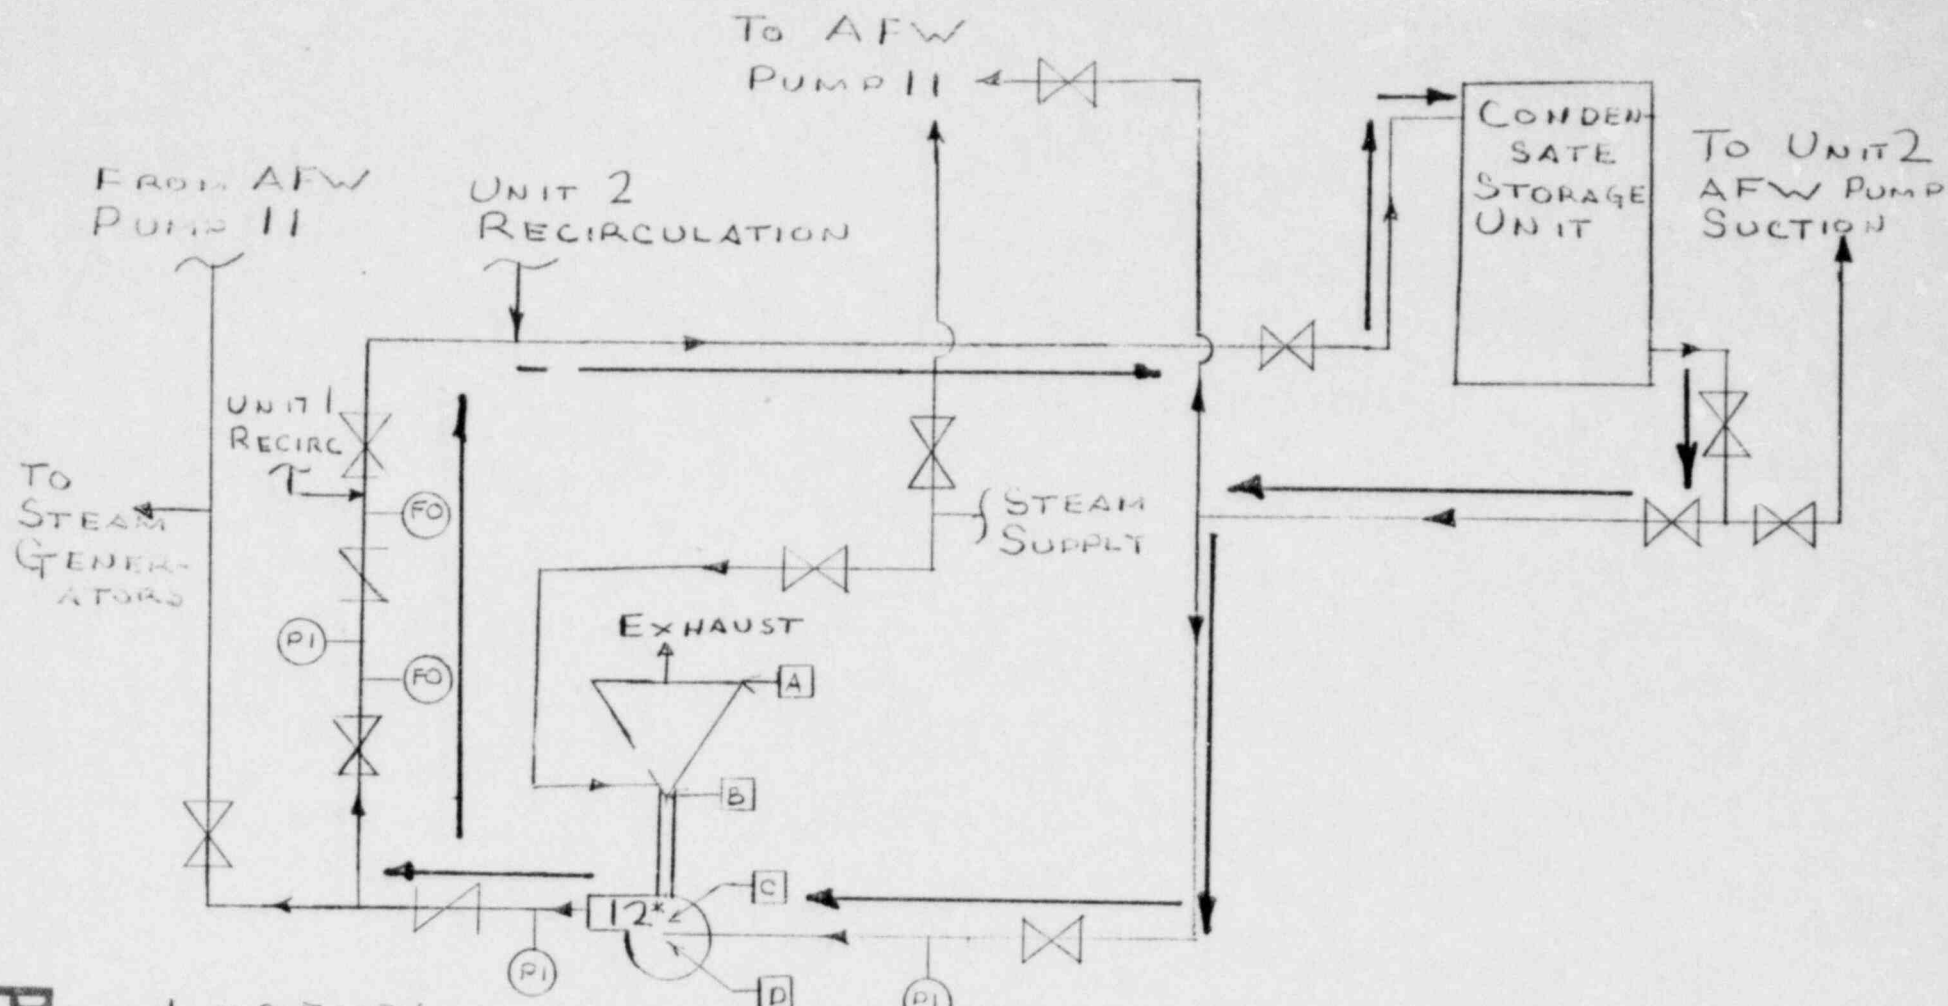 TO AFW
PUMP 11
CONDEN-
SATE
STORAGE
UNIT
TO UNIT 2
AFW PUMP
SUCTION
FROM AFW
PUMP 11
UNIT 2
RECIRCULATION
UNIT 1
RECIRC
TO
STEAM
GENER-
ATORS
FO
STEAM
SUPPLY
PI
FO
EXHAUST
A
B
C
12*
PI
D
PI